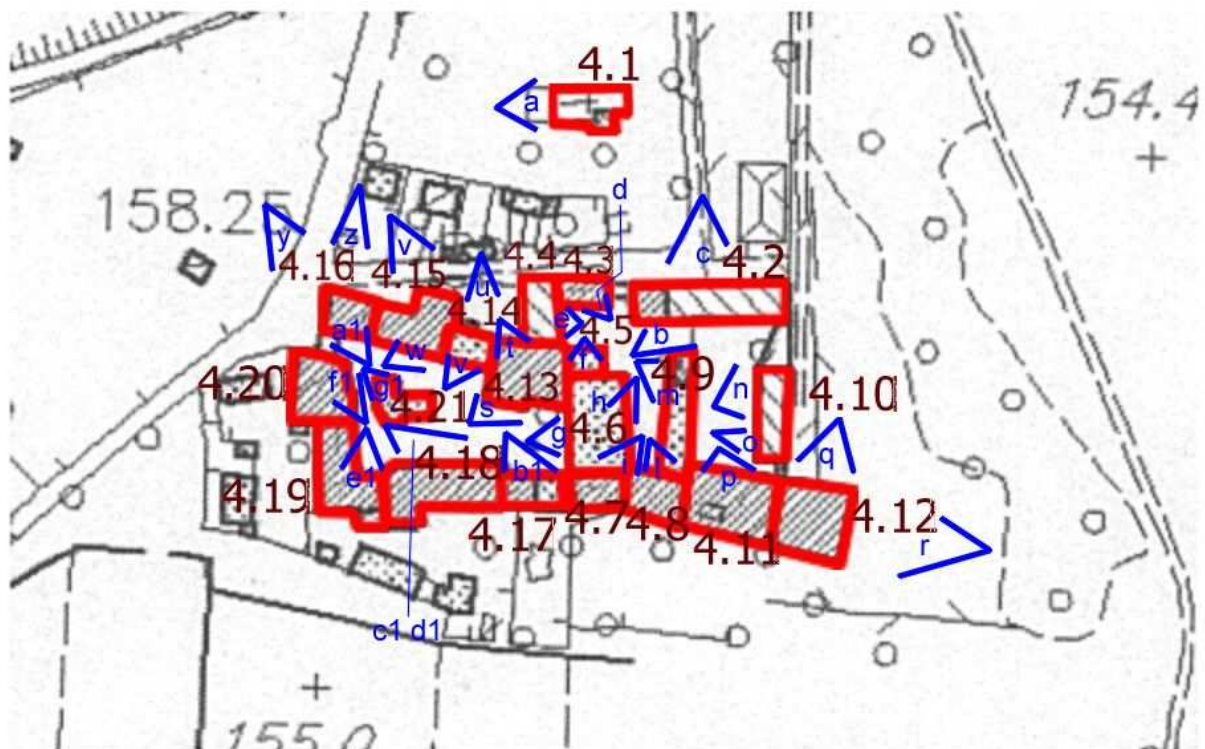 4.1
154.4
a
d
158.25
y
z
v
c
4.16
4.15
4.4
4.3
4.2
u
4.14
e
4.5
t
b
a1
w
f
v
4.9
m
n
4.20
f1
g1
4.13
h
4.10
4.21
s
4.6
g
o
q
4.18
i
l
p
e1
b1
4.19
4.17
4.7
4.8
4.11
4.12
r
c1 d1
155.0